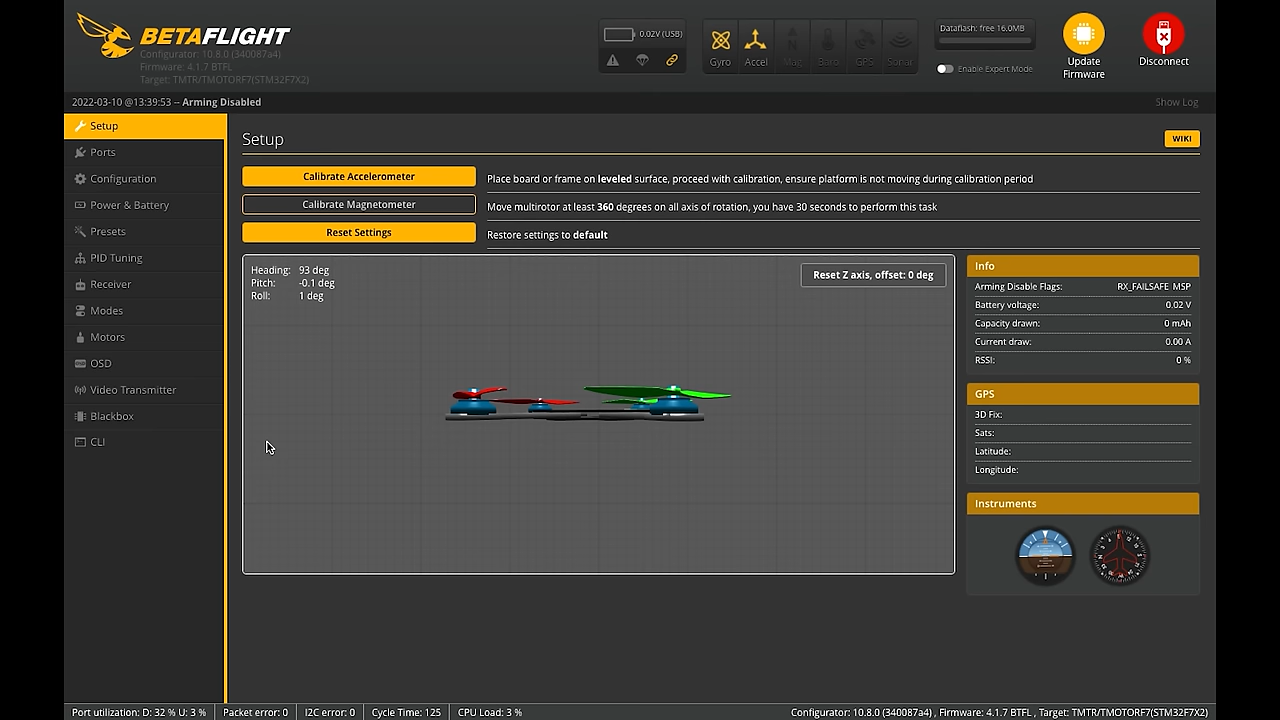 BETAFLIGHT
Configurator: 10.8.0 (340087a4)
Firmware: 4.1.7 BTFL
Target: TMTR/TMOTORF7(STM32F7X2)
0.02V (USB)
Gyro Accel Mag Baro GPS Sonar
Dataflash: free 16.0MB
Enable Expert Mode
Update Firmware
Disconnect
2022-03-10 @13:39:53 -- Arming Disabled
Show Log
Setup
Ports
Configuration
Power & Battery
Presets
PID Tuning
Receiver
Modes
Motors
OSD
Video Transmitter
Blackbox
CLI
Setup
WIKI
Calibrate Accelerometer
Place board or frame on leveled surface, proceed with calibration, ensure platform is not moving during calibration period
Calibrate Magnetometer
Move multirotor at least 360 degrees on all axis of rotation, you have 30 seconds to perform this task
Reset Settings
Restore settings to default
Heading: 93 deg
Pitch: -0.1 deg
Roll: 1 deg
Reset Z axis, offset: 0 deg
Info
Arming Disable Flags: RX_FAILSAFE MSP
Battery voltage: 0.02 V
Capacity drawn: 0 mAh
Current draw: 0.00 A
RSSI: 0 %
GPS
3D Fix:
Sats:
Latitude:
Longitude:
Instruments
Port utilization: D: 32 % U: 3 %
Packet error: 0
I2C error: 0
Cycle Time: 125
CPU Load: 3 %
Configurator: 10.8.0 (340087a4) , Firmware: 4.1.7 BTFL , Target: TMTR/TMOTORF7(STM32F7X2)